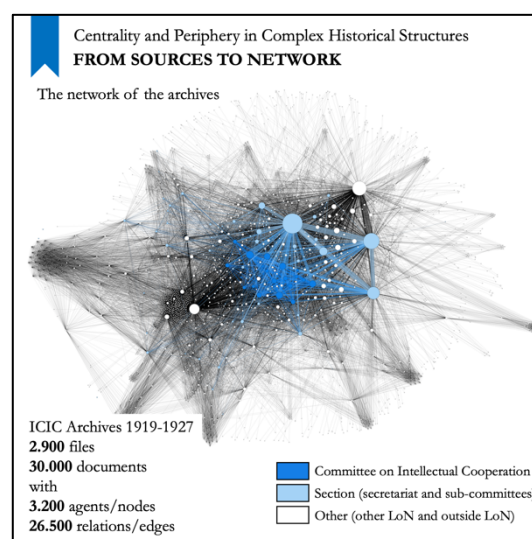 Centrality and Periphery in Complex Historical Structures
FROM SOURCES TO NETWORK
The network of the archives
ICIC Archives 1919-1927
2.900 files
30.000 documents
with
3.200 agents/nodes
26.500 relations/edges
Committee on Intellectual Cooperation
Section (secretariat and sub-committees)
Other (other LoN and outside LoN)